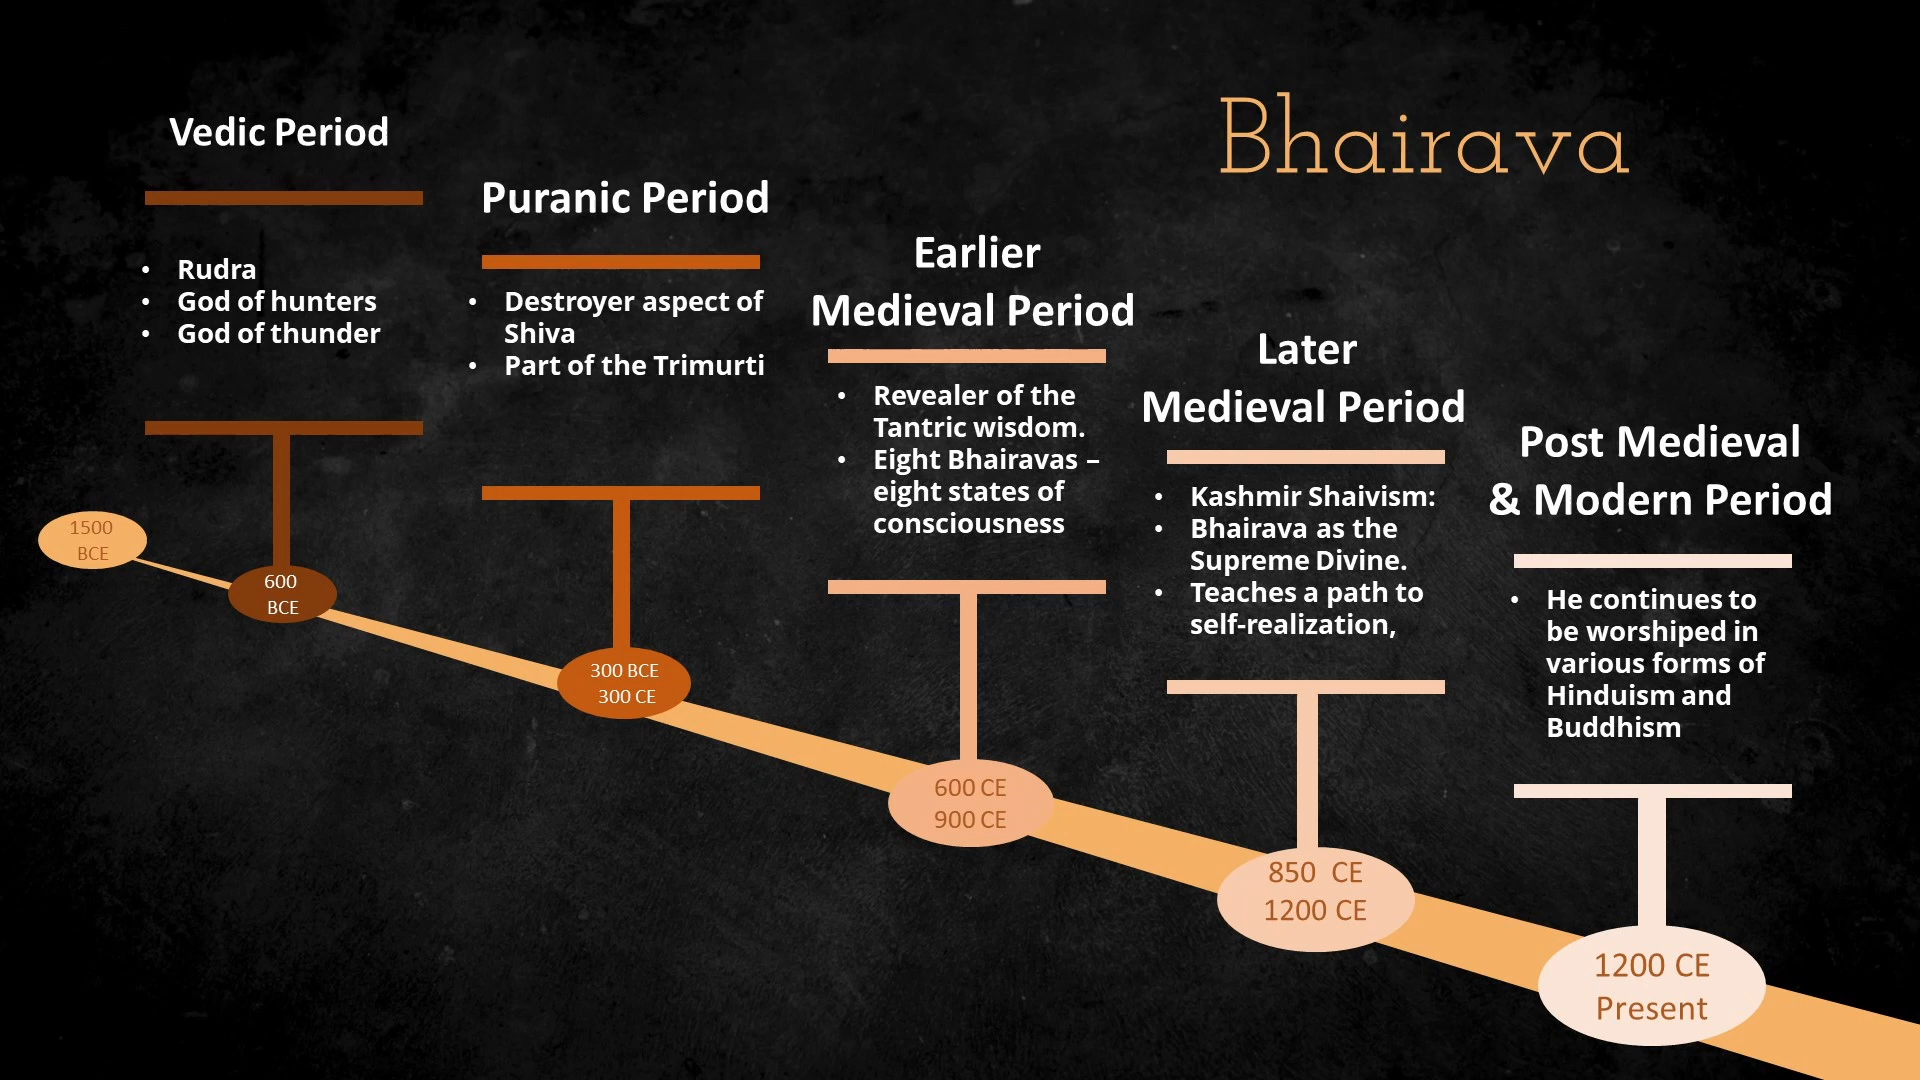 Bhairava
Vedic Period
• Rudra
• God of hunters
• God of thunder
1500
BCE
600
BCE
Puranic Period
• Destroyer aspect of
Shiva
• Part of the Trimurti
300 BCE
300 CE
Earlier
Medieval Period
• Revealer of the
Tantric wisdom.
• Eight Bhairavas –
eight states of
consciousness
600 CE
900 CE
Later
Medieval Period
• Kashmir Shaivism:
• Bhairava as the
Supreme Divine.
• Teaches a path to
self-realization,
850 CE
1200 CE
Post Medieval
& Modern Period
• He continues to
be worshiped in
various forms of
Hinduism and
Buddhism
1200 CE
Present